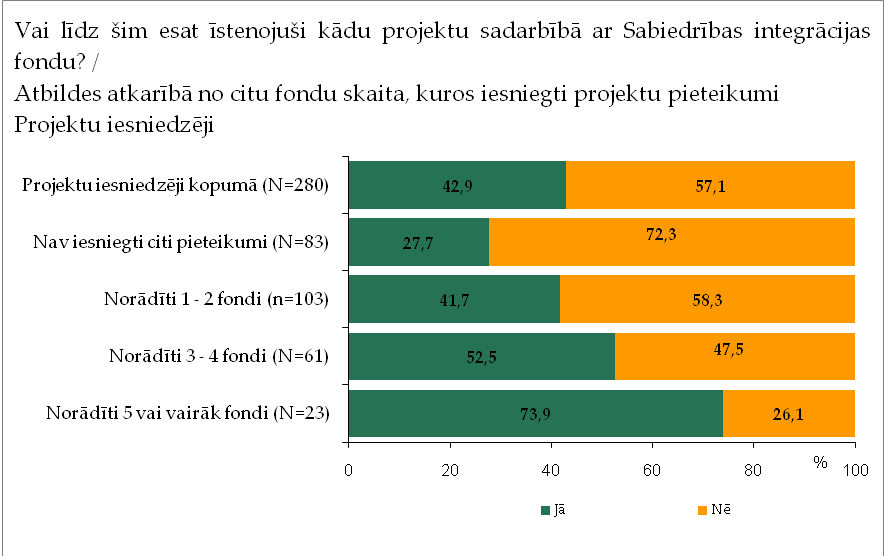 Vai līdz šim esat īstenojuši kādu projektu sadarbībā ar Sabiedrības integrācijas
fondu? /
Atbildes atkarībā no citu fondu skaita, kuros iesniegti projektu pieteikumi
Projektu iesniedzēji
Projektu iesniedzēji kopumā (N=280)
42,9
57,1
Nav iesniegti citi pieteikumi (N=83)
27,7
72,3
Norādīti 1 - 2 fondi (n=103)
41,7
58,3
Norādīti 3 - 4 fondi (N=61)
52,5
47,5
Norādīti 5 vai vairāk fondi (N=23)
73,9
26,1
0 20 40 60 80 % 100
Jā Nē